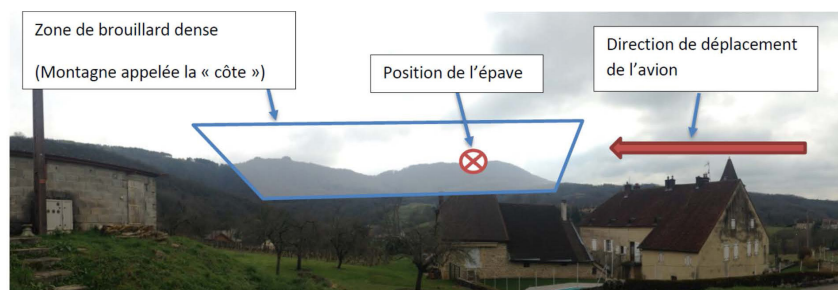 Zone de brouillard dense
(Montagne appelée la « côte »)
Position de l'épave
Direction de déplacement
de l'avion